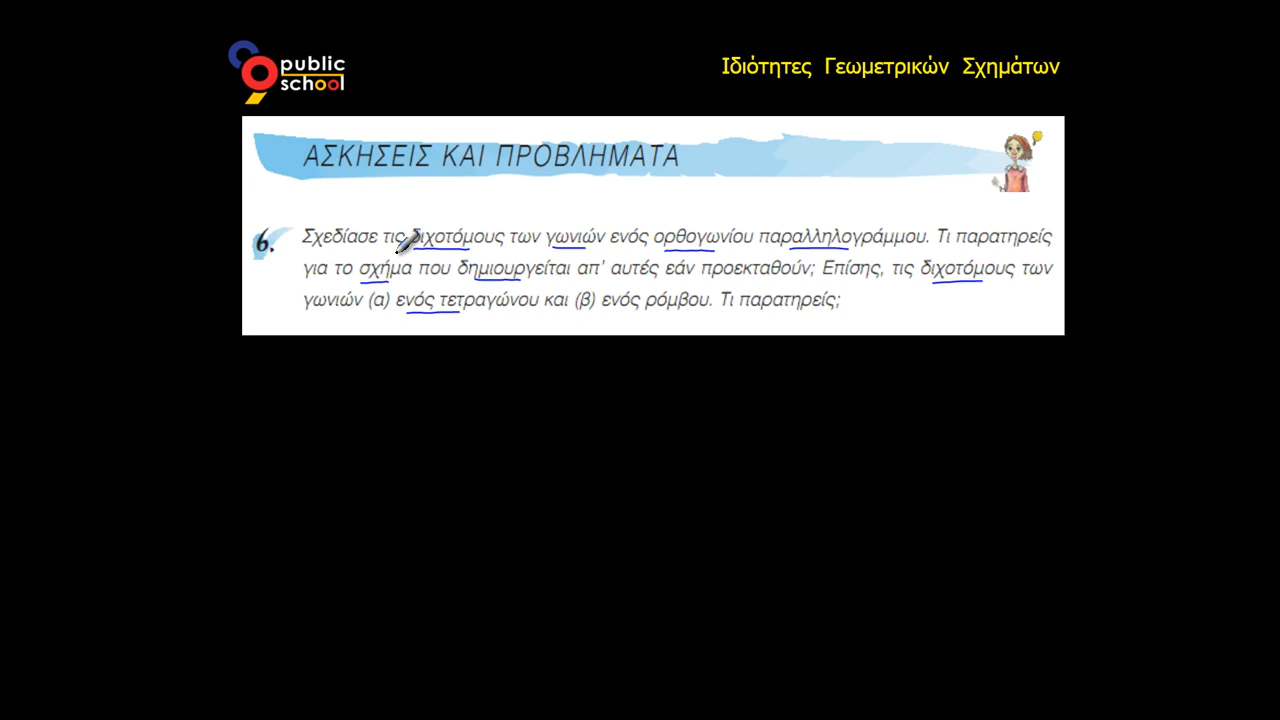 public
school
Ιδιότητες Γεωμετρικών Σχημάτων
ΑΣΚΗΣΕΙΣ ΚΑΙ ΠΡΟΒΛΗΜΑΤΑ
6. Σχεδίασε τις διχοτόμους των γωνιών ενός ορθογωνίου παραλληλογράμμου. Τι παρατηρείς
για το σχήμα που δημιουργείται απ' αυτές εάν προεκταθούν; Επίσης, τις διχοτόμους των
γωνιών (α) ενός τετραγώνου και (β) ενός ρόμβου. Τι παρατηρείς;